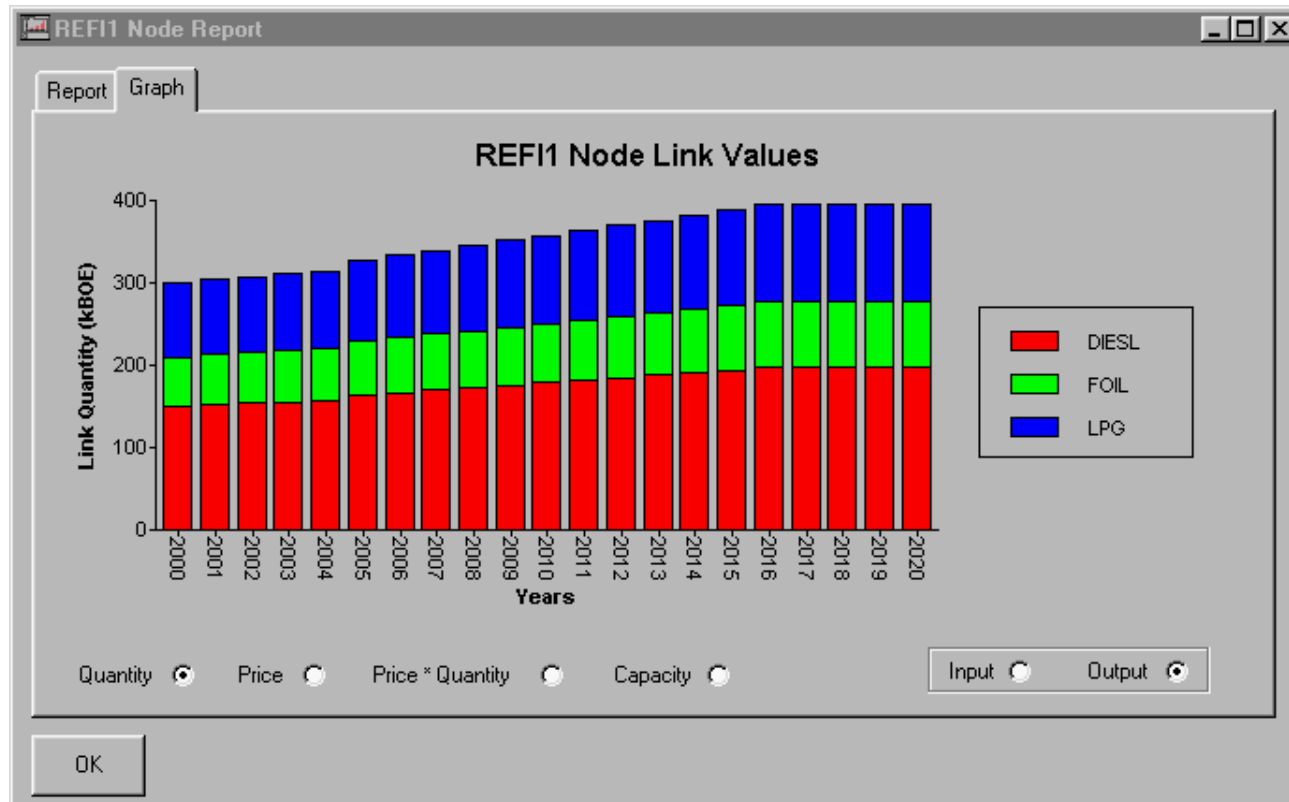 REFI1 Node Report
Report Graph
REFI1 Node Link Values
400
300
200
100
0
Link Quantity (kBOE)
2000 2001 2002 2003 2004 2005 2006 2007 2008 2009 2010 2011 2012 2013 2014 2015 2016 2017 2018 2019 2020
Years
DIESL
FOIL
LPG
Quantity Price Price * Quantity Capacity Input Output
OK